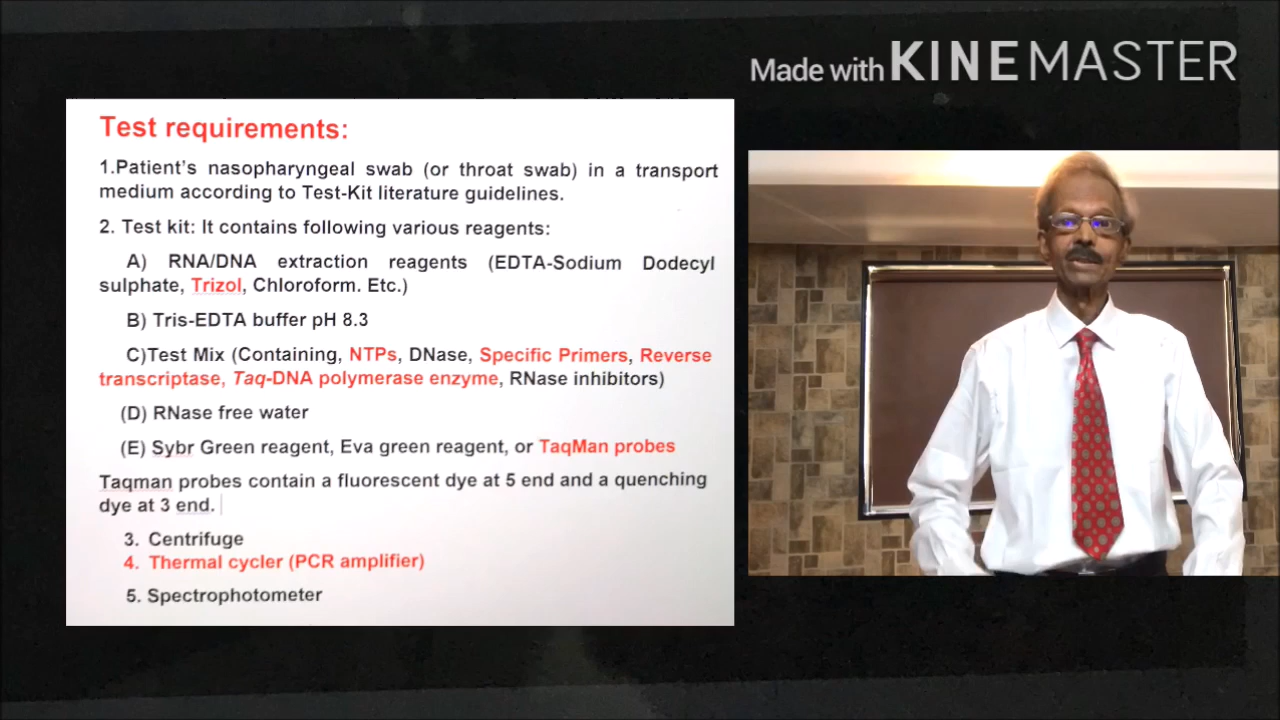 Made with KINEMASTER
Test requirements:
1.Patient's nasopharyngeal swab (or throat swab) in a transport
medium according to Test-Kit literature guidelines.
2. Test kit: It contains following various reagents:
A) RNA/DNA extraction reagents (EDTA-Sodium Dodecyl
sulphate, Trizol, Chloroform. Etc.)
B) Tris-EDTA buffer pH 8.3
C)Test Mix (Containing, NTPs, DNase, Specific Primers, Reverse
transcriptase, Taq-DNA polymerase enzyme, RNase inhibitors)
(D) RNase free water
(E) Sybr Green reagent, Eva green reagent, or TaqMan probes
Taqman probes contain a fluorescent dye at 5 end and a quenching
dye at 3 end.
3. Centrifuge
4. Thermal cycler (PCR amplifier)
5. Spectrophotometer